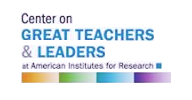 Center on
GREAT TEACHERS
& LEADERS
at American Institutes for Research